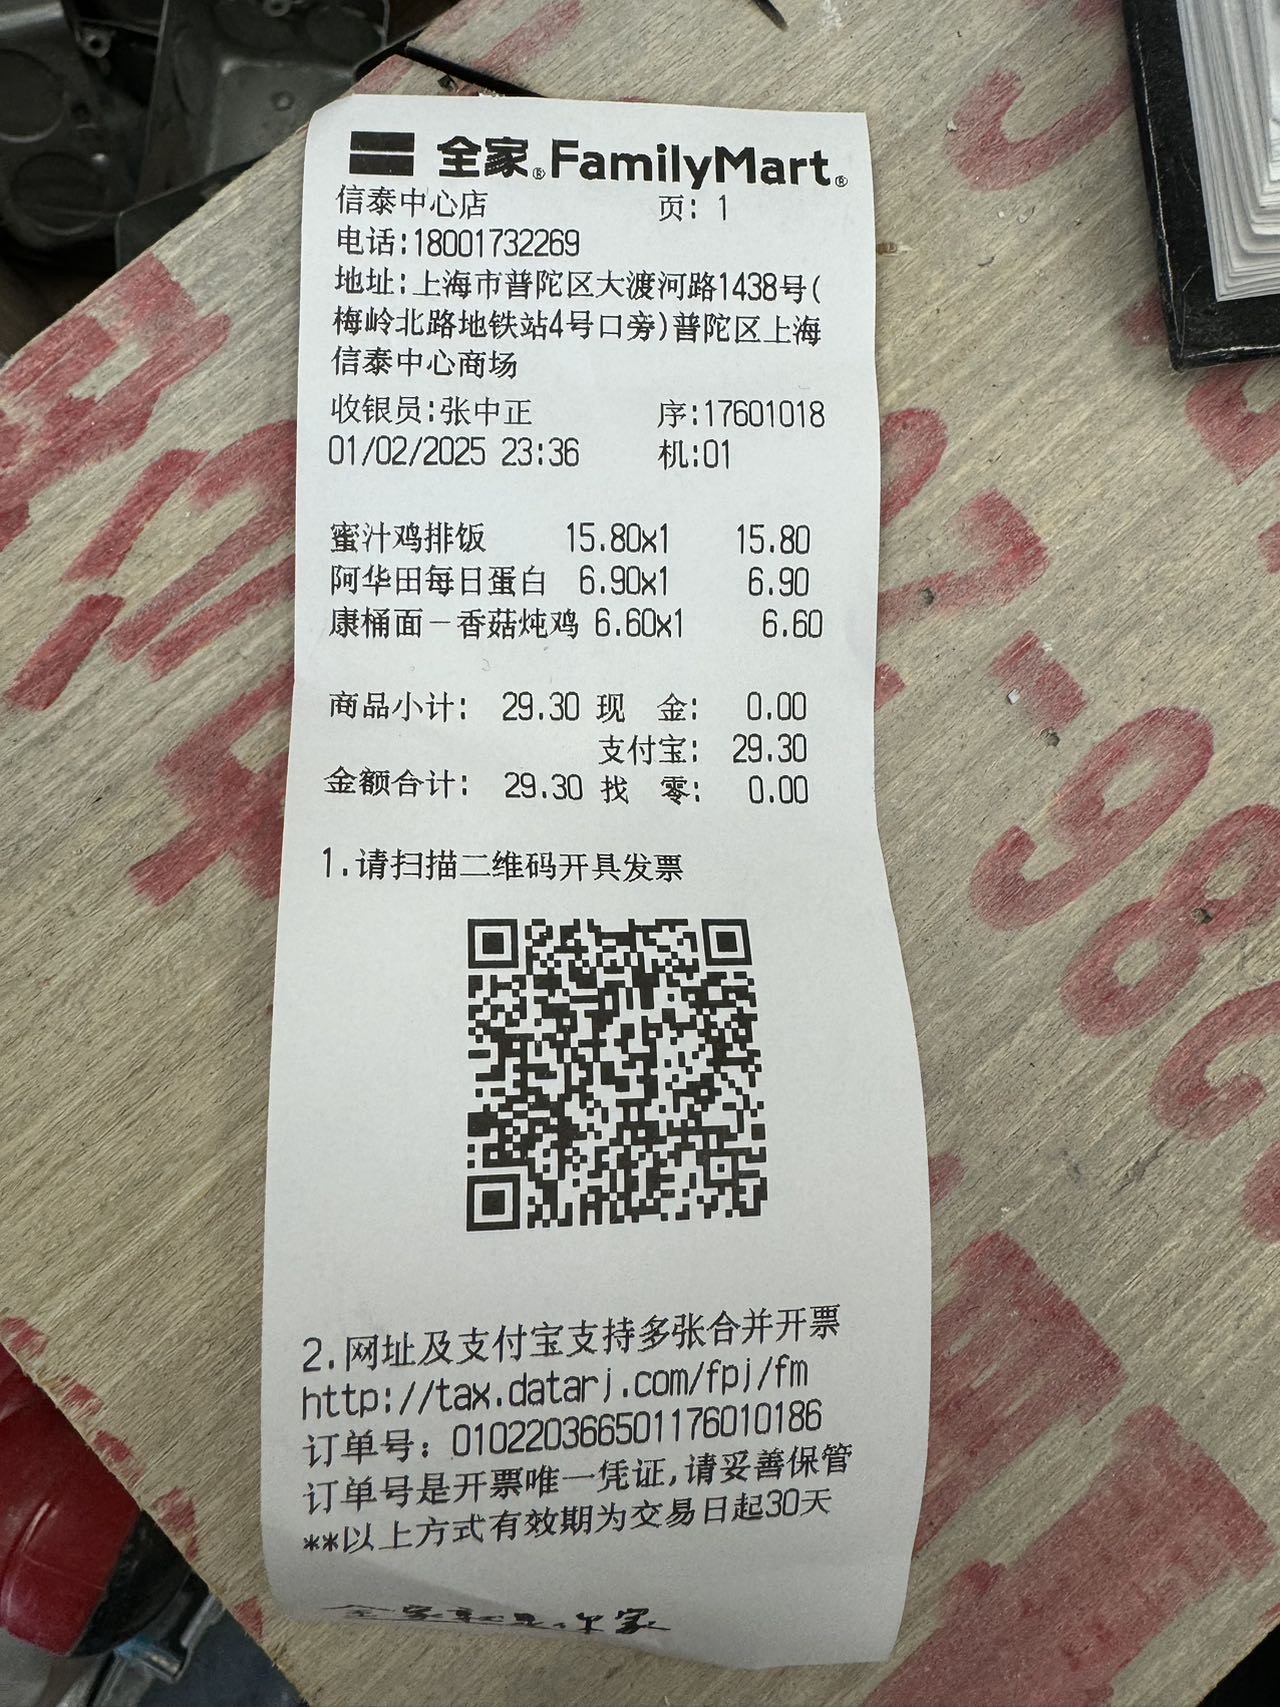 全家®FamilyMart®
信泰中心店 页: 1
电话:18001732269
地址:上海市普陀区大渡河路1438号(
梅岭北路地铁站4号口旁)普陀区上海
信泰中心商场
收银员:张中正 序:17601018
01/02/2025 23:36 机:01
蜜汁鸡排饭 15.80x1 15.80
阿华田每日蛋白 6.90x1 6.90
康桶面-香菇炖鸡 6.60x1 6.60
商品小计: 29.30 现 金: 0.00
支付宝: 29.30
金额合计: 29.30 找 零: 0.00
1.请扫描二维码开具发票
2.网址及支付宝支持多张合并开票
http://tax.datarj.com/fpj/fm
订单号: 010220366501176010186
订单号是开票唯一凭证,请妥善保管
**以上方式有效期为交易日起30天
全家就是你家